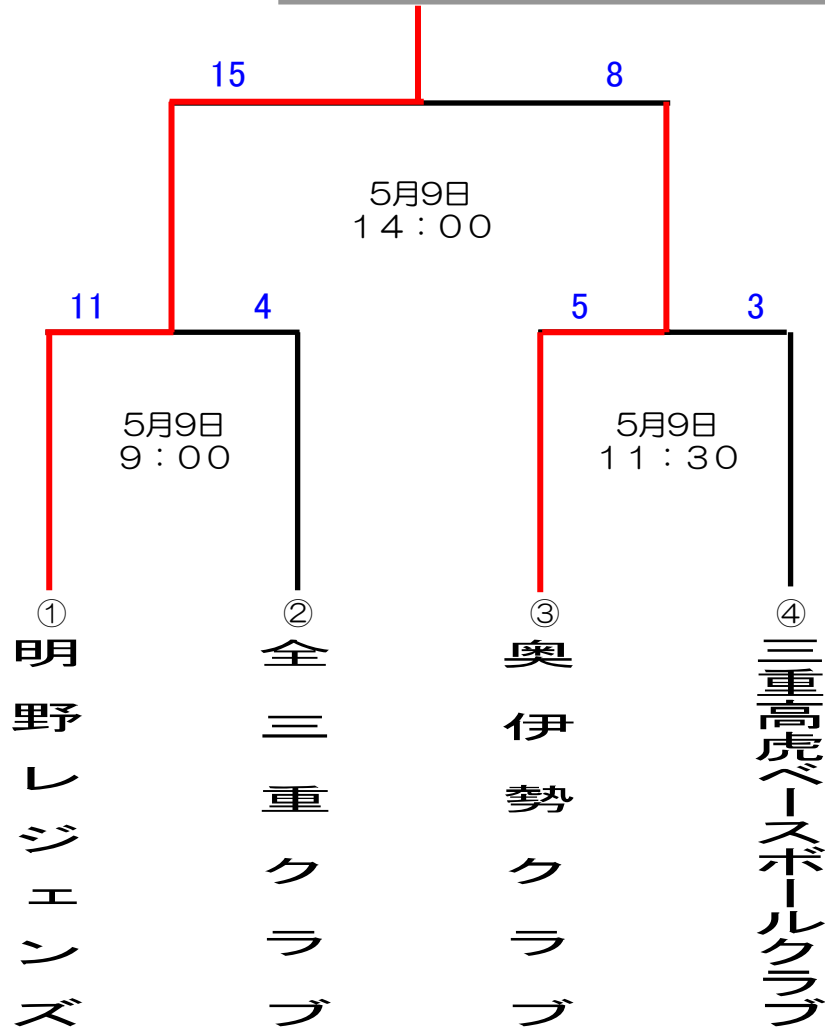 15
8
5月9日
１４：００
11
4
5
3
5月9日
９：００
5月9日
１１：３０
①
②
③
④
明野レジェンズ
全三重クラブ
奥伊勢クラブ
三重高虎ベースボールクラブ